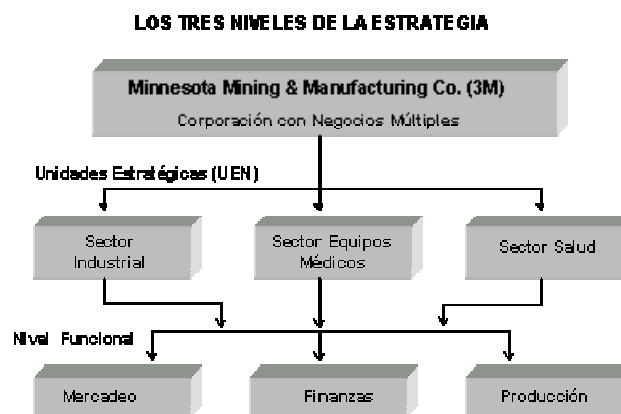 LOS TRES NIVELES DE LA ESTRATEGIA
Minnesota Mining & Manufacturing Co. (3M)
Corporación con Negocios Múltiples
Unidades Estratégicas (UEN)
Sector
Industrial
Sector Equipos
Médicos
Sector Salud
Nivel Funcional
Mercadeo
Finanzas
Producción